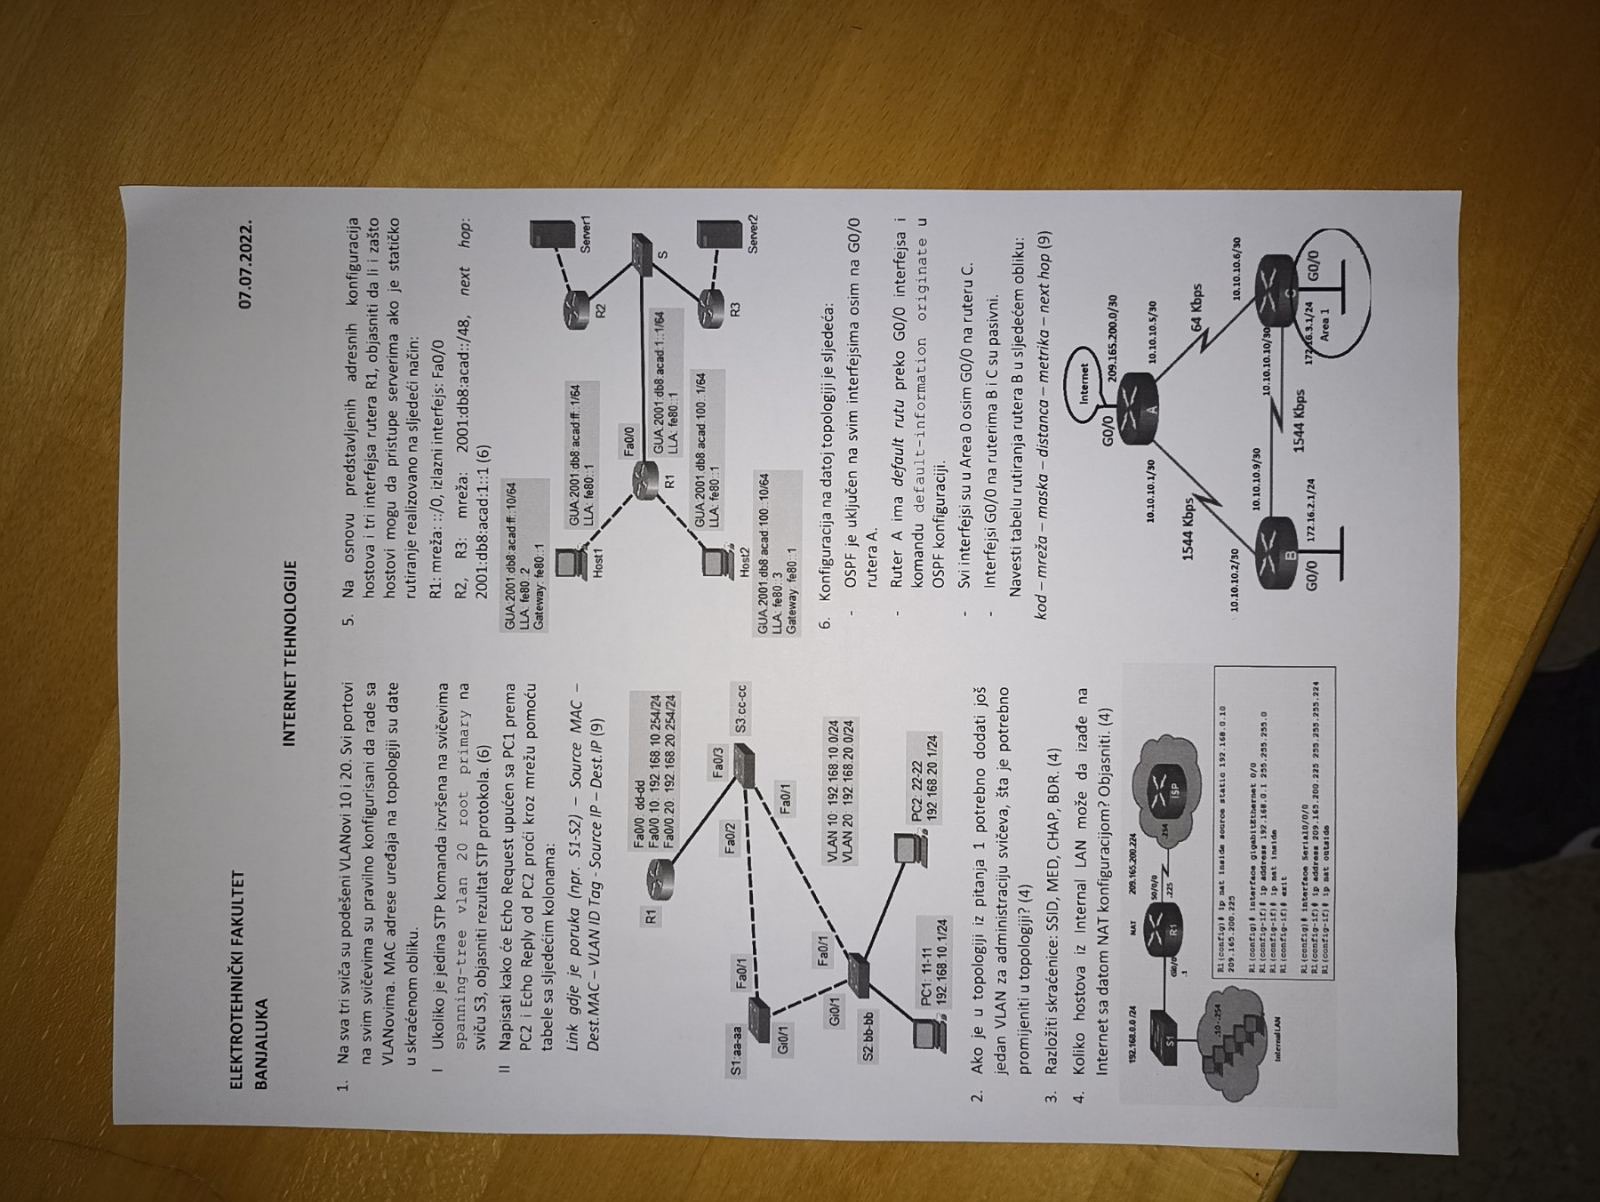 ELEKTROTEHNIČKI FAKULTET
BANJALUKA
07.07.2022.
INTERNET TEHNOLOGIJE
1. Na sva tri sviča su podešeni VLANovi 10 i 20. Svi portovi
na svim svičevima su pravilno konfigurisani da rade sa
VLANovima. MAC adrese uređaja na topologiji su date
u skraćenom obliku.
I Ukoliko je jedina STP komanda izvršena na svičevima
spanning-tree vlan 20 root primary na
sviču S3, objasniti rezultat STP protokola. (6)
II Napisati kako će Echo Request upućen sa PC1 prema
PC2 i Echo Reply od PC2 proći kroz mrežu pomoću
tabele sa sljedećim kolonama:
Link gdje je poruka (npr. S1-S2) – Source MAC –
Dest.MAC – VLAN ID Tag - Source IP – Dest.IP (9)
R1
Fa0/0: dd-dd
Fa0/0.10: 192.168.10.254/24
Fa0/0.20: 192.168.20.254/24
Fa0/3
Fa0/2
S1:aa-aa
Fa0/1
S3:cc-cc
Gi0/1
Fa0/1
Fa0/1
Gi0/1
VLAN 10: 192.168.10.0/24
VLAN 20: 192.168.20.0/24
S2:bb-bb
PC1: 11-11
192.168.10.1/24
PC2: 22-22
192.168.20.1/24
2. Ako je u topologiji iz pitanja 1 potrebno dodati još
jedan VLAN za administraciju svičeva, šta je potrebno
promijeniti u topologiji? (4)
3. Razložiti skraćenice: SSID, MED, CHAP, BDR. (4)
4. Koliko hostova iz Internal LAN može da izađe na
Internet sa datom NAT konfiguracijom? Objasniti. (4)
192.168.0.0 /24
NAT
209.165.200.224
S1
Gi0/0
.1
R1
S0/0/0
.225
.254
ISP
.10-.254
Internal LAN
R1(config)# ip nat inside source static 192.168.0.10
209.165.200.225
R1(config)# interface gigabitEthernet 0/0
R1(config-if)# ip address 192.168.0.1 255.255.255.0
R1(config-if)# ip nat inside
R1(config-if)# exit
R1(config)# interface Serial0/0/0
R1(config-if)# ip address 209.165.200.225 255.255.255.224
R1(config-if)# ip nat outside
5. Na osnovu predstavljenih adresnih konfiguracija
hostova i tri interfejsa rutera R1, objasniti da li i zašto
hostovi mogu da pristupe serverima ako je statičko
rutiranje realizovano na sljedeći način:
R1: mreža: ::/0, izlazni interfejs: Fa0/0
R2, R3: mreža: 2001:db8:acad::/48, next hop:
2001:db8:acad:1::1 (6)
GUA:2001:db8:acad:ff::10/64
LLA: fe80::2
Gateway: fe80::1
Host1
GUA:2001:db8:acad:ff::1/64
LLA: fe80::1
R2
Server1
Fa0/0
R1
GUA:2001:db8:acad:1::1/64
LLA: fe80::1
S
GUA:2001:db8:acad:100::1/64
LLA: fe80::1
Host2
R3
Server2
GUA:2001:db8:acad:100::10/64
LLA: fe80::3
Gateway: fe80::1
6. Konfiguracija na datoj topologiji je sljedeća:
- OSPF je uključen na svim interfejsima osim na G0/0
rutera A.
- Ruter A ima default rutu preko G0/0 interfejsa i
komandu default-information originate u
OSPF konfiguraciji.
- Svi interfejsi su u Area 0 osim G0/0 na ruteru C.
- Interfejsi G0/0 na ruterima B i C su pasivni.
Navesti tabelu rutiranja rutera B u sljedećem obliku:
kod – mreža – maska – distanca – metrika – next hop (9)
Internet
G0/0
209.165.200.0/30
10.10.10.1/30
A
10.10.10.5/30
1544 Kbps
64 Kbps
10.10.10.2/30
10.10.10.6/30
10.10.10.9/30
10.10.10.10/30
B
C
G0/0
172.16.2.1/24
1544 Kbps
172.16.3.1/24
G0/0
Area 1